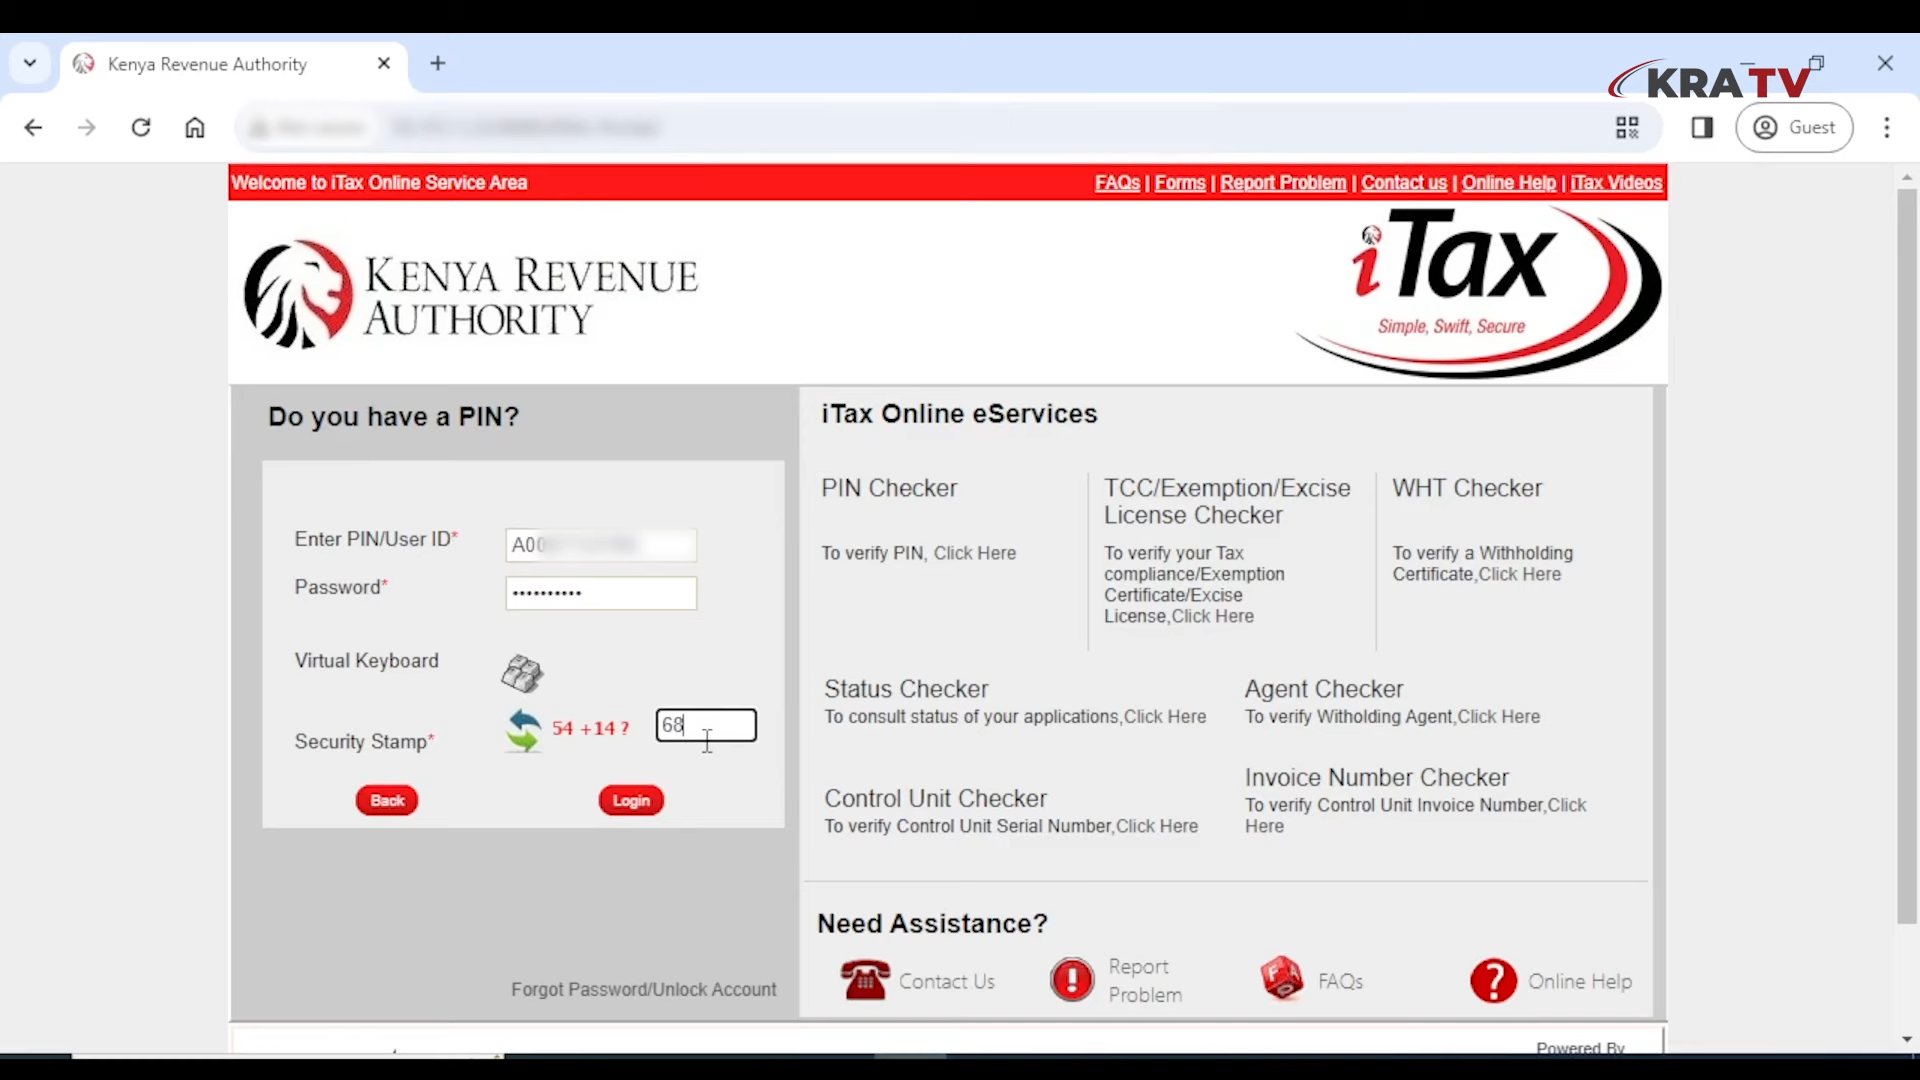 Kenya Revenue Authority
KRA TV
Guest
Welcome to iTax Online Service Area
FAQs | Forms | Report Problem | Contact us | Online Help | iTax Videos
KENYA REVENUE
AUTHORITY
iTax
Simple, Swift, Secure
Do you have a PIN?
Enter PIN/User ID*
A00
Password*
••••••••••
Virtual Keyboard
Security Stamp*
54 +14 ?
68
Back
Login
Forgot Password/Unlock Account
iTax Online eServices
PIN Checker
To verify PIN, Click Here
TCC/Exemption/Excise
License Checker
To verify your Tax
compliance/Exemption
Certificate/Excise
License,Click Here
WHT Checker
To verify a Withholding
Certificate,Click Here
Status Checker
To consult status of your applications,Click Here
Agent Checker
To verify Witholding Agent,Click Here
Control Unit Checker
To verify Control Unit Serial Number,Click Here
Invoice Number Checker
To verify Control Unit Invoice Number,Click
Here
Need Assistance?
Contact Us
Report
Problem
FAQs
Online Help
Powered By